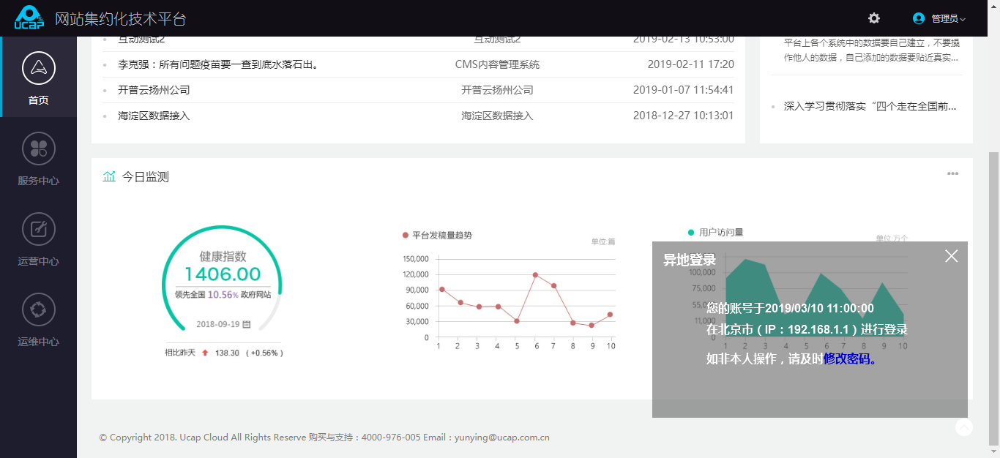 Ucap 网站集约化技术平台
管理员
首页
服务中心
运营中心
运维中心
互动测试2 互动测试2 2019-02-13 10:53:00
李克强：所有问题疫苗要一查到底水落石出。 CMS内容管理系统 2019-02-11 17:20
开普云扬州公司 开普云扬州公司 2019-01-07 11:54:41
海淀区数据接入 海淀区数据接入 2018-12-27 10:13:01
平台上各个系统中的数据要自己建立，不要操
作他人的数据，自己添加的数据要贴近真实...
深入学习贯彻落实“四个走在全国前...
今日监测
健康指数
1406.00
领先全国 10.56% 政府网站
2018-09-19
相比昨天 138.30 ( +0.56% )
平台发稿量趋势
单位:篇
150,000
120,000
90,000
60,000
30,000
0
1 2 3 4 5 6 7 8 9 10
用户访问量
单位:万个
100,000
75,000
55,000
11,000
0
1 2 3 4 5 6 7 8 9 10
异地登录
您的账号于2019/03/10 11:00:00
在北京市（IP：192.168.1.1）进行登录
如非本人操作，请及时修改密码。
© Copyright 2018. Ucap Cloud All Rights Reserve 购买与支持：4000-976-005 Email：yunying@ucap.com.cn